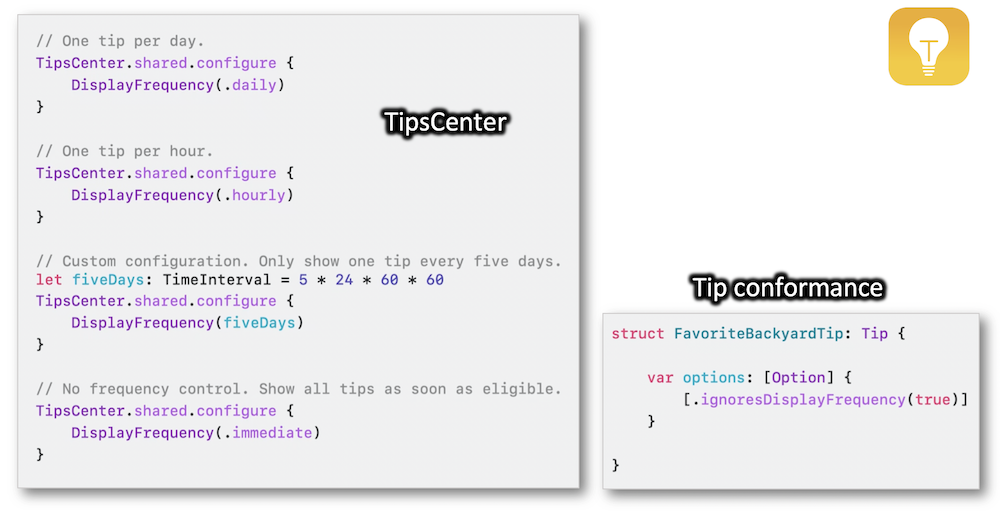 // One tip per day.
TipsCenter.shared.configure {
    DisplayFrequency(.daily)
}
// One tip per hour.
TipsCenter.shared.configure {
    DisplayFrequency(.hourly)
}
// Custom configuration. Only show one tip every five days.
let fiveDays: TimeInterval = 5 * 24 * 60 * 60
TipsCenter.shared.configure {
    DisplayFrequency(fiveDays)
}
// No frequency control. Show all tips as soon as eligible.
TipsCenter.shared.configure {
    DisplayFrequency(.immediate)
}
TipsCenter
Tip conformance
struct FavoriteBackyardTip: Tip {
    var options: [Option] {
        [.ignoresDisplayFrequency(true)]
    }
}
T